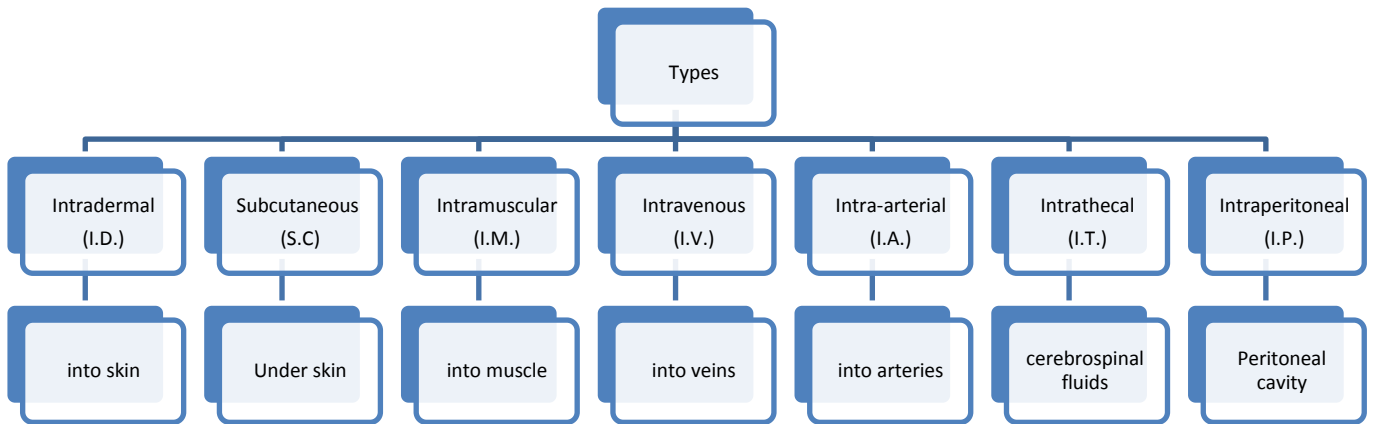 Types
Intradermal
(I.D.)
Subcutaneous
(S.C)
Intramuscular
(I.M.)
Intravenous
(I.V.)
Intra-arterial
(I.A.)
Intrathecal
(I.T.)
Intraperitoneal
(I.P.)
into skin
Under skin
into muscle
into veins
into arteries
cerebrospinal
fluids
Peritoneal
cavity